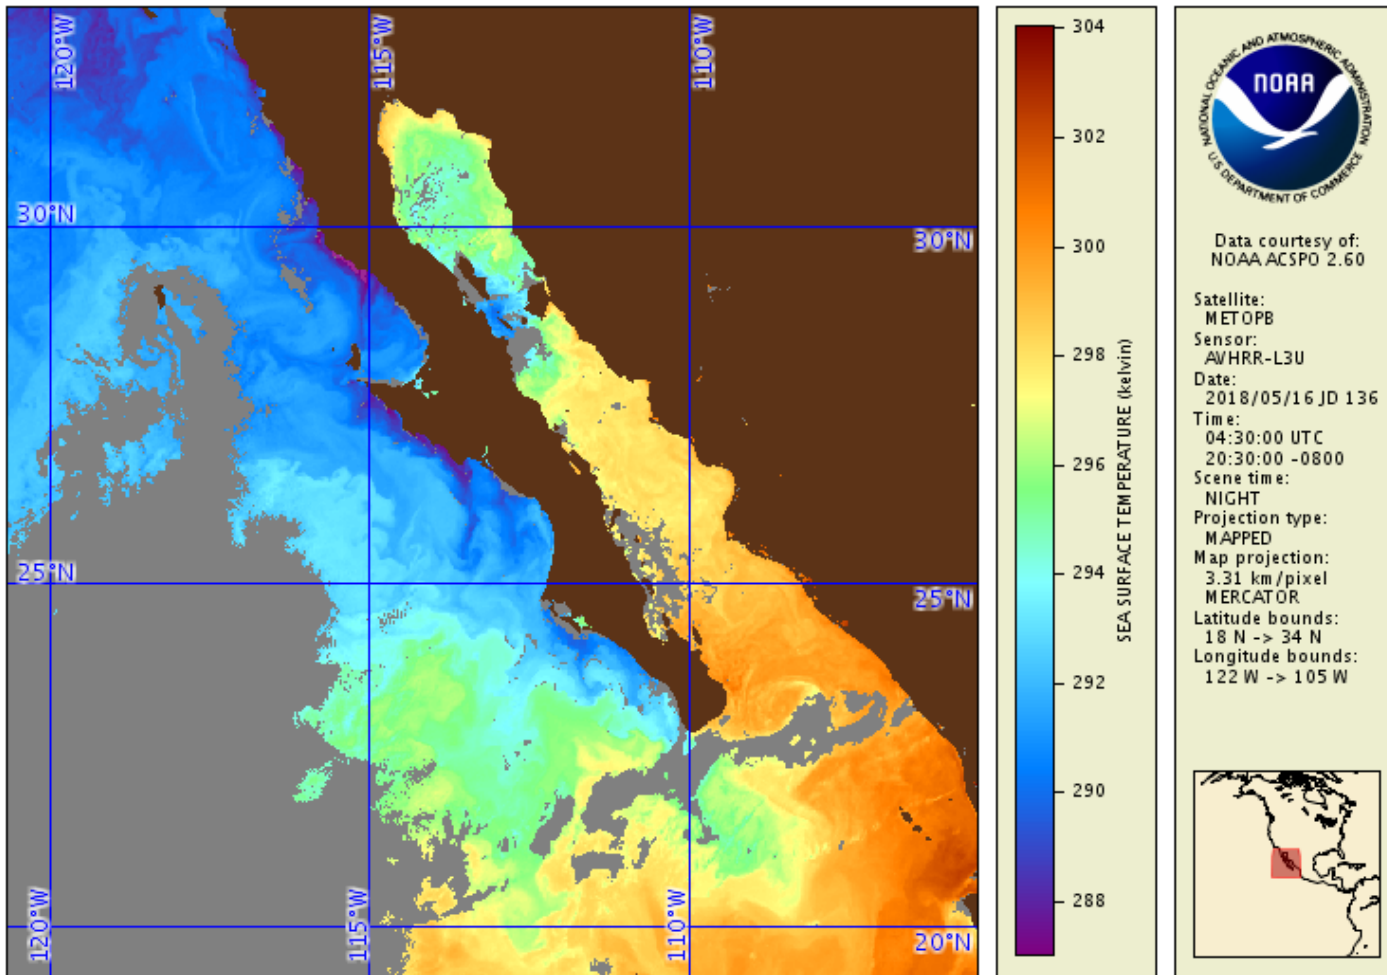 120°W
115°W
110°W
30°N
30°N
25°N
25°N
120°W
115°W
110°W
20°N
304
302
300
298
296
294
292
290
288
SEA SURFACE TEMPERATURE (kelvin)
NATIONAL OCEANIC AND ATMOSPHERIC ADMINISTRATION
NOAA
U.S. DEPARTMENT OF COMMERCE
Data courtesy of:
NOAA ACSPO 2.60
Satellite:
METOPB
Sensor:
AVHRR-L3U
Date:
2018/05/16 JD 136
Time:
04:30:00 UTC
20:30:00 -0800
Scene time:
NIGHT
Projection type:
MAPPED
Map projection:
3.31 km/pixel
MERCATOR
Latitude bounds:
18 N -> 34 N
Longitude bounds:
122 W -> 105 W